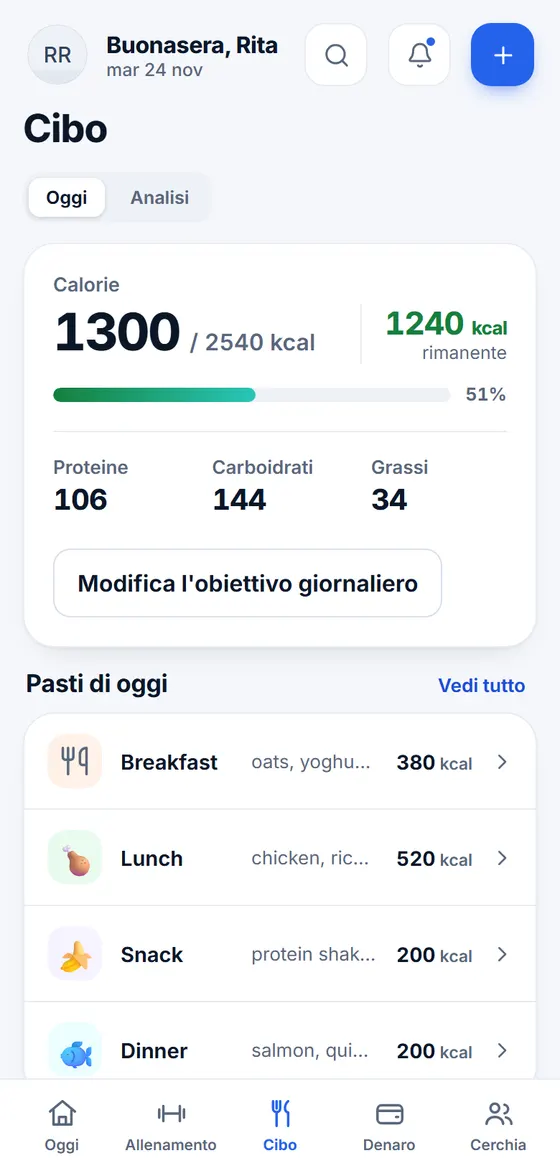 RR
Buonasera, Rita
mar 24 nov
Cibo
Oggi
Analisi
Calorie
1300 / 2540 kcal
1240 kcal
rimanente
51%
Proteine
Carboidrati
Grassi
106
144
34
Modifica l'obiettivo giornaliero
Pasti di oggi
Vedi tutto
Breakfast oats, yoghu... 380 kcal
Lunch chicken, ric... 520 kcal
Snack protein shak... 200 kcal
Dinner salmon, qui... 200 kcal
Oggi
Allenamento
Cibo
Denaro
Cerchia